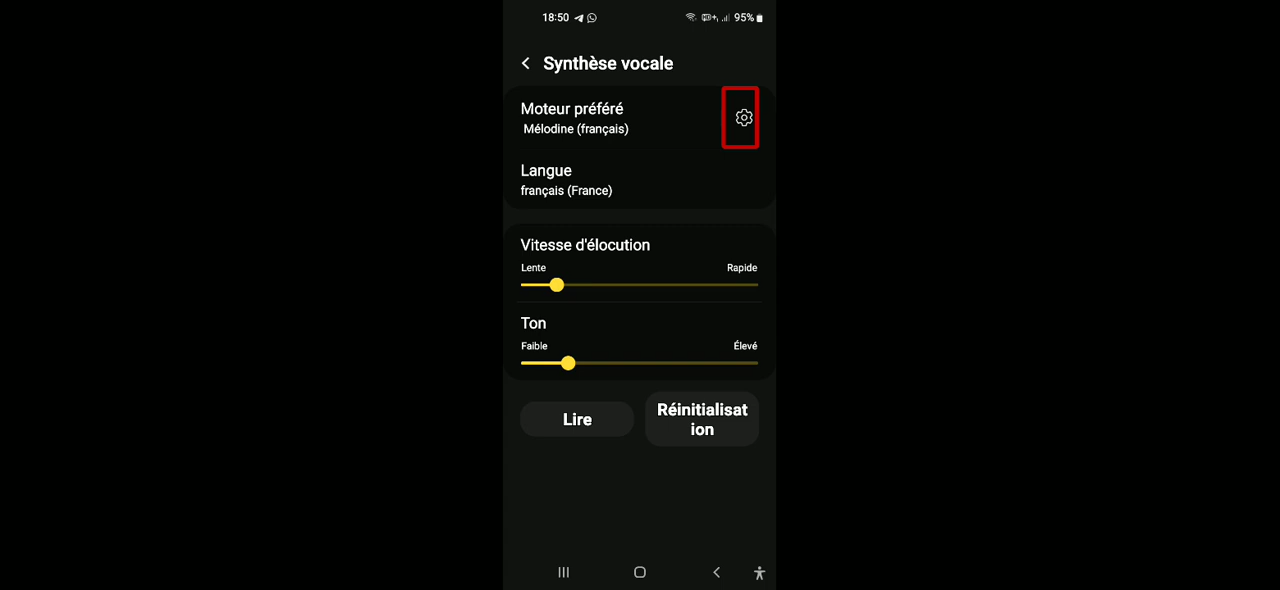 18:50 95%
Synthèse vocale
Moteur préféré
Mélodine (français)
Langue
français (France)
Vitesse d'élocution
Lente Rapide
Ton
Faible Élevé
Lire
Réinitialisat
ion